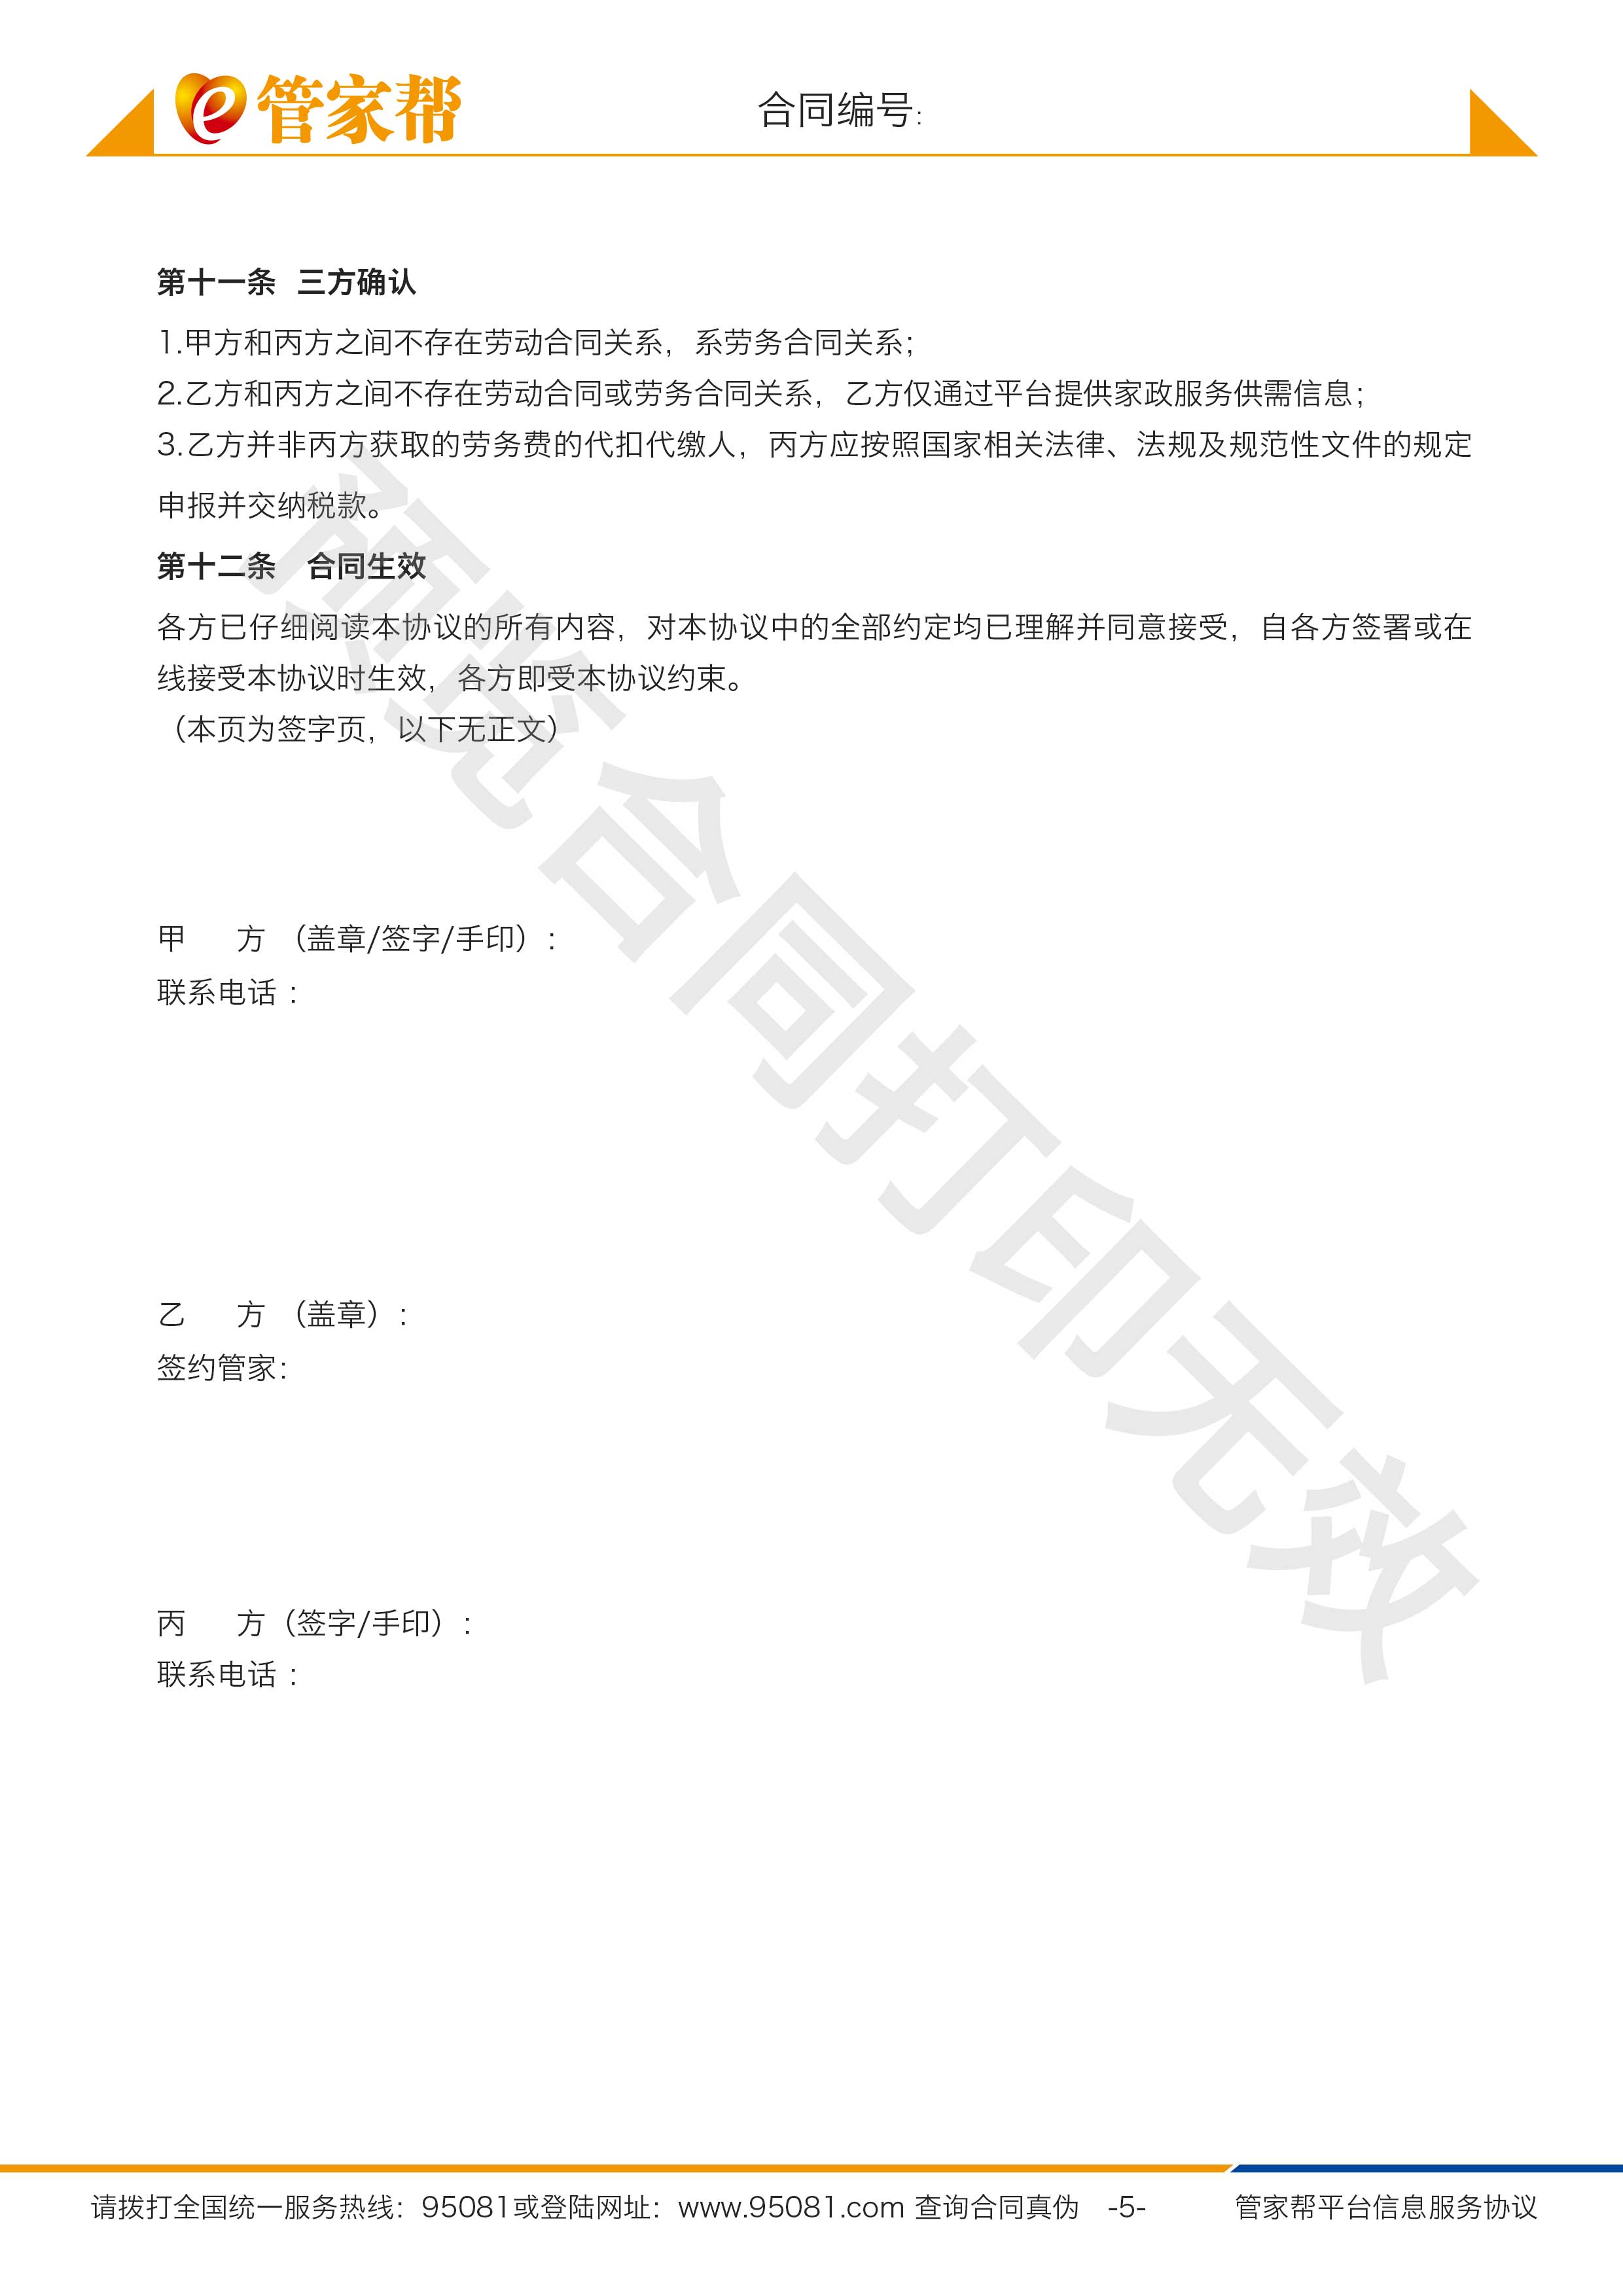 e管家帮
合同编号:
第十一条 三方确认
1.甲方和丙方之间不存在劳动合同关系，系劳务合同关系；
2.乙方和丙方之间不存在劳动合同或劳务合同关系，乙方仅通过平台提供家政服务供需信息；
3.乙方并非丙方获取的劳务费的代扣代缴人，丙方应按照国家相关法律、法规及规范性文件的规定
申报并交纳税款。
第十二条 合同生效
各方已仔细阅读本协议的所有内容，对本协议中的全部约定均已理解并同意接受，自各方签署或在
线接受本协议时生效，各方即受本协议约束。
（本页为签字页，以下无正文）
预览合同打印无效
甲 方 （盖章/签字/手印）：
联系电话：
乙 方 （盖章）：
签约管家：
丙 方（签字/手印）：
联系电话：
请拨打全国统一服务热线：95081或登陆网址：www.95081.com 查询合同真伪 -5- 管家帮平台信息服务协议